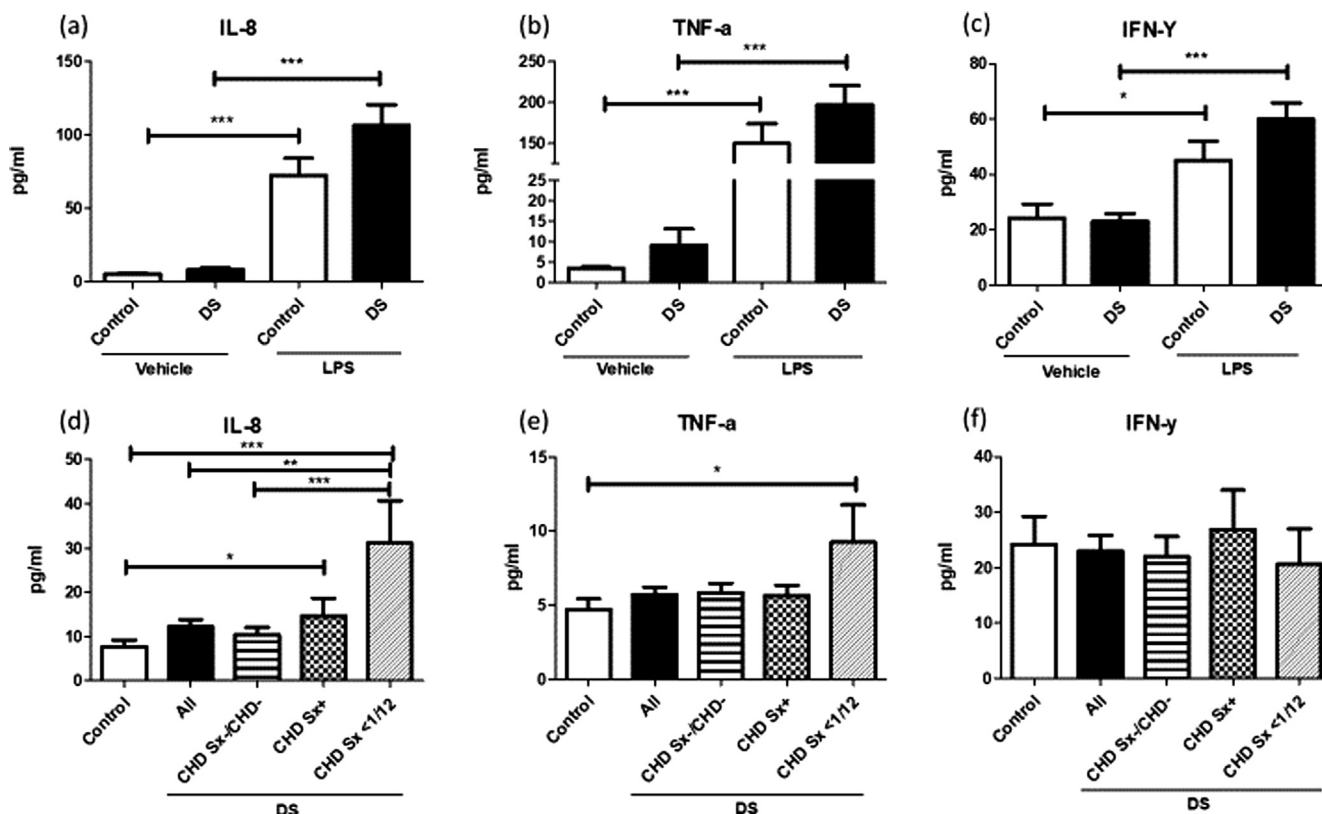 (a)
IL-8
pg/ml
150
100
50
0
***
***
Control
DS
Control
DS
Vehicle
LPS
(b)
TNF-a
pg/ml
250
200
150
25
20
15
10
5
0
***
***
Control
DS
Control
DS
Vehicle
LPS
(c)
IFN-Y
pg/ml
80
60
40
20
0
***
*
Control
DS
Control
DS
Vehicle
LPS
(d)
IL-8
pg/ml
50
40
30
20
10
0
***
**
***
*
Control
All
CHD Sx-/CHD-
CHD Sx+
CHD Sx <1/12
DS
(e)
TNF-a
pg/ml
15
10
5
0
*
Control
All
CHD Sx-/CHD-
CHD Sx+
CHD Sx <1/12
DS
(f)
IFN-y
pg/ml
40
30
20
10
0
Control
All
CHD Sx-/CHD-
CHD Sx+
CHD Sx <1/12
DS